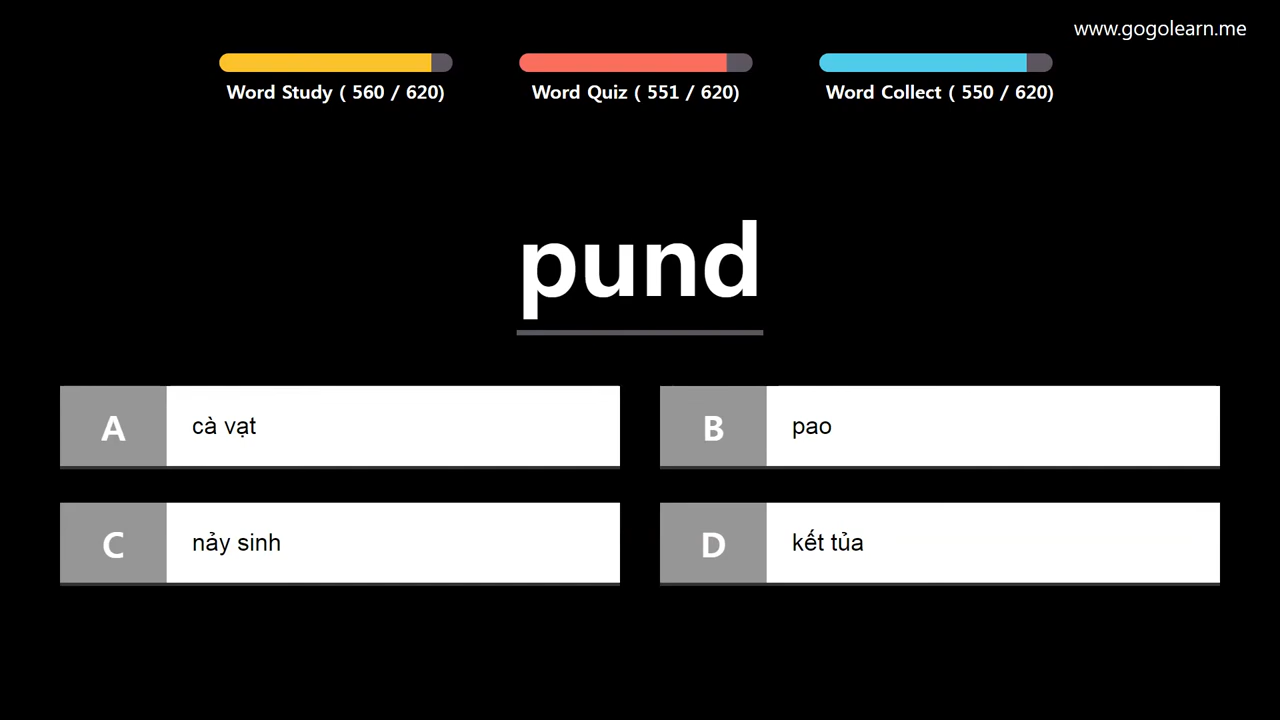 www.gogolearn.me
Word Study ( 560 / 620)
Word Quiz ( 551 / 620)
Word Collect ( 550 / 620)
pund
A cà vạt
B pao
C nảy sinh
D kết tủa